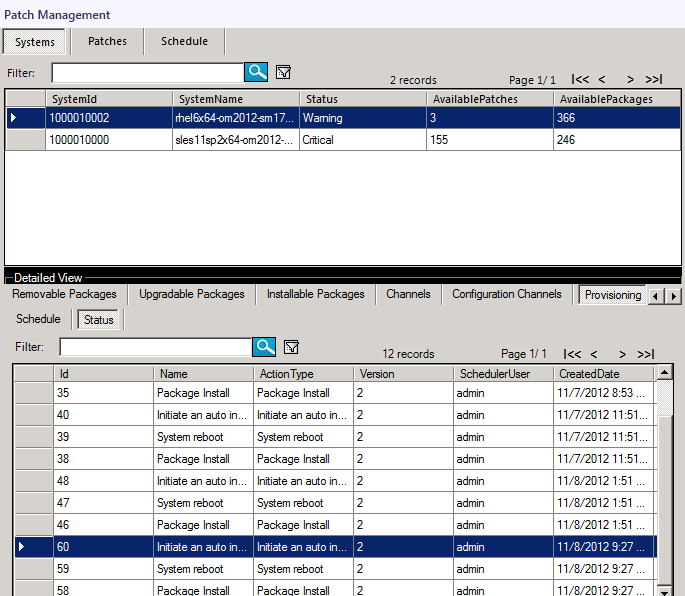 Patch Management
Systems Patches Schedule
Filter: 2 records Page 1/ 1 |<< < > >>|
SystemId SystemName Status AvailablePatches AvailablePackages
1000010002 rhel6x64-om2012-sm17... Warning 3 366
1000010000 sles11sp2x64-om2012-... Critical 155 246
Detailed View
Removable Packages Upgradable Packages Installable Packages Channels Configuration Channels Provisioning
Schedule Status
Filter: 12 records Page 1/ 1 |<< < > >>|
Id Name ActionType Version SchedulerUser CreatedDate
35 Package Install Package Install 2 admin 11/7/2012 8:53 ...
40 Initiate an auto in... Initiate an auto in... 2 admin 11/7/2012 11:51...
39 System reboot System reboot 2 admin 11/7/2012 11:51...
38 Package Install Package Install 2 admin 11/7/2012 11:51...
48 Initiate an auto in... Initiate an auto in... 2 admin 11/8/2012 1:51 ...
47 System reboot System reboot 2 admin 11/8/2012 1:51 ...
46 Package Install Package Install 2 admin 11/8/2012 1:51 ...
60 Initiate an auto in... Initiate an auto in... 2 admin 11/8/2012 9:27 ...
59 System reboot System reboot 2 admin 11/8/2012 9:27 ...
58 Package Install Package Install 2 admin 11/8/2012 9:27 ...